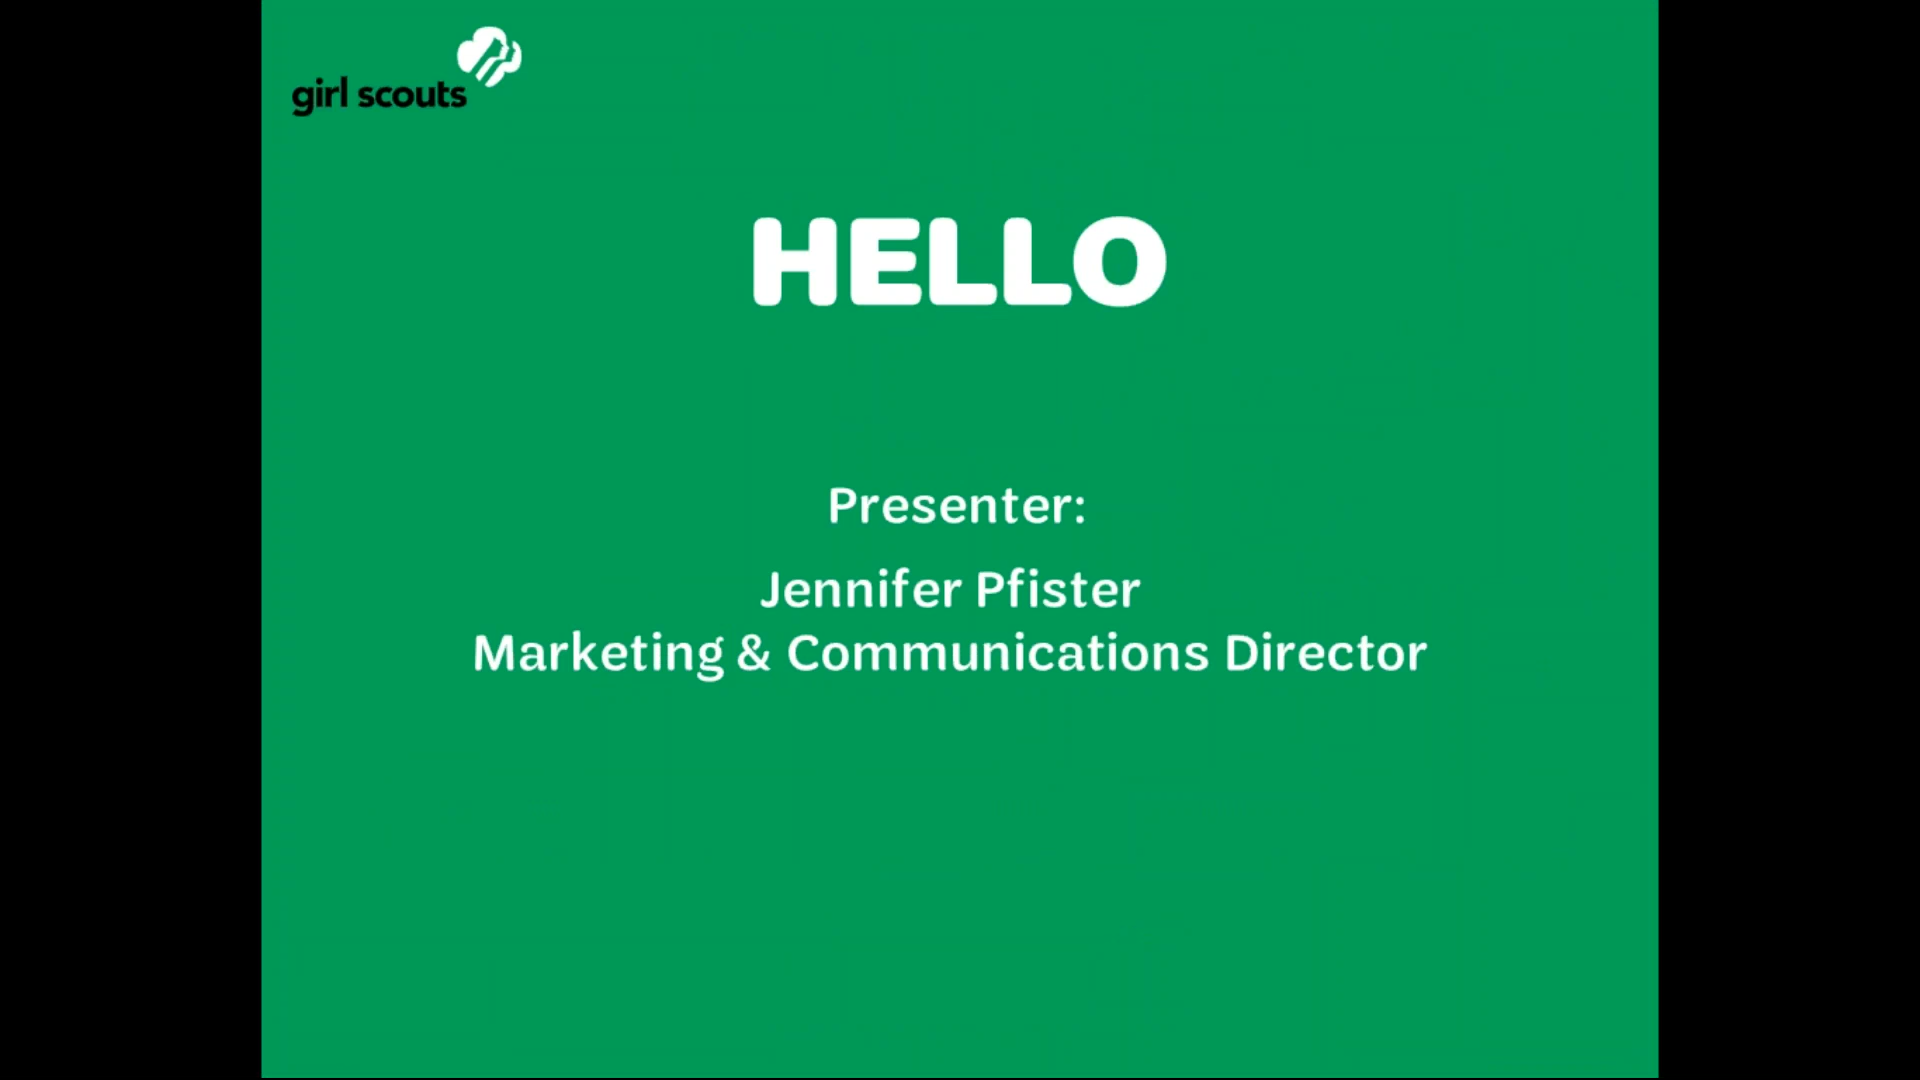 girl scouts
HELLO
Presenter:
Jennifer Pfister
Marketing & Communications Director